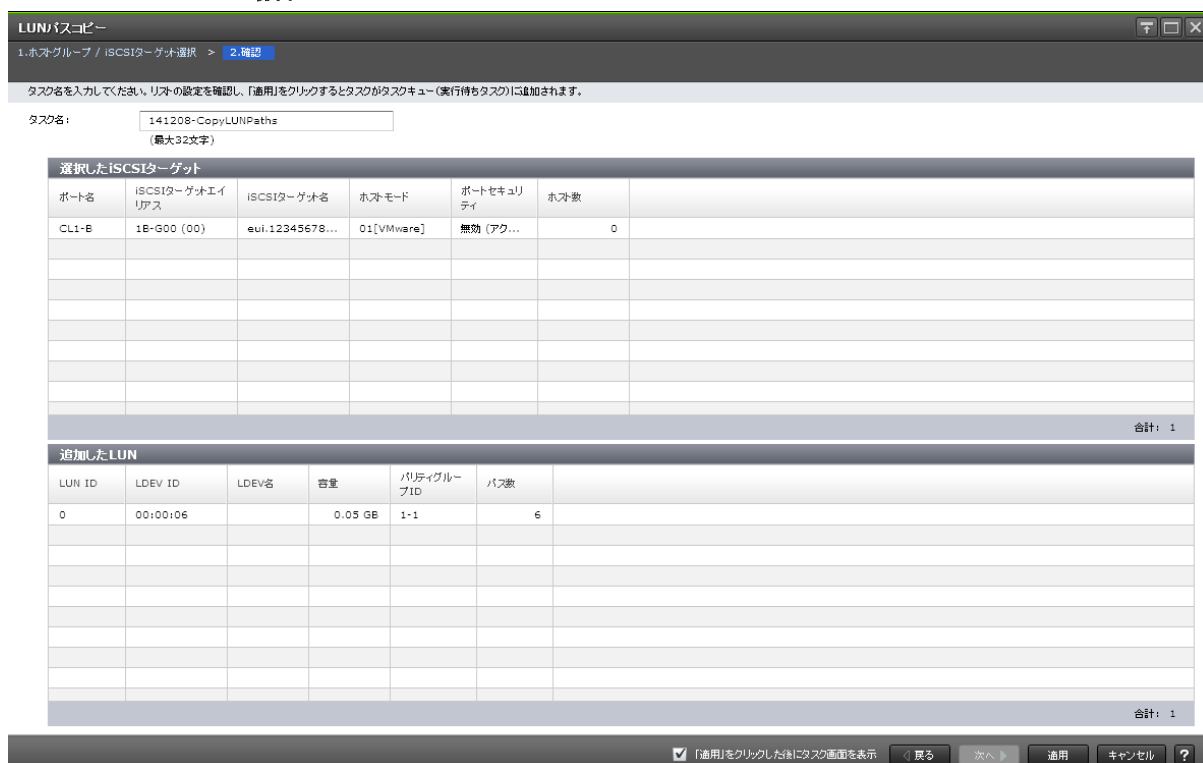 LUNパスコピー
1.ホストグループ / iSCSIターゲット選択 > 2.確認
タスク名を入力してください。リストの設定を確認し、「適用」をクリックするとタスクがタスクキュー(実行待ちタスク)に追加されます。
タスク名: 141208-CopyLUNPaths
(最大32文字)
選択したiSCSIターゲット
ポート名 iSCSIターゲットエイリアス iSCSIターゲット名 ホストモード ポートセキュリティ ホスト数
CL1-B 1B-G00 (00) eui.12345678... 01[VMware] 無効 (アク... 0
合計: 1
追加したLUN
LUN ID LDEV ID LDEV名 容量 パリティグループID パス数
0 00:00:06 0.05 GB 1-1 6
合計: 1
「適用」をクリックした後にタスク画面を表示 戻る 次へ 適用 キャンセル ?